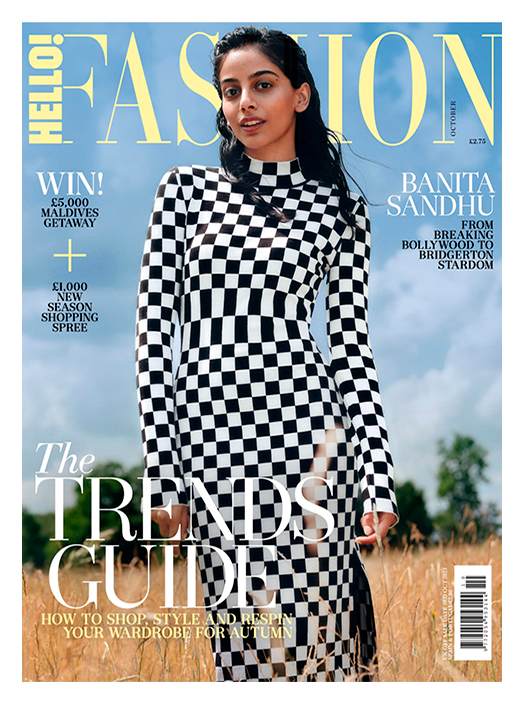 HELLO!
FASHION
OCTOBER
£2.75
WIN!
£5,000
MALDIVES
GETAWAY
+
£1,000
NEW
SEASON
SHOPPING
SPREE
BANITA
SANDHU
FROM
BREAKING
BOLLYWOOD TO
BRIDGERTON
STARDOM
The
TRENDS
GUIDE
HOW TO SHOP, STYLE AND RESPIN
YOUR WARDROBE FOR AUTUMN